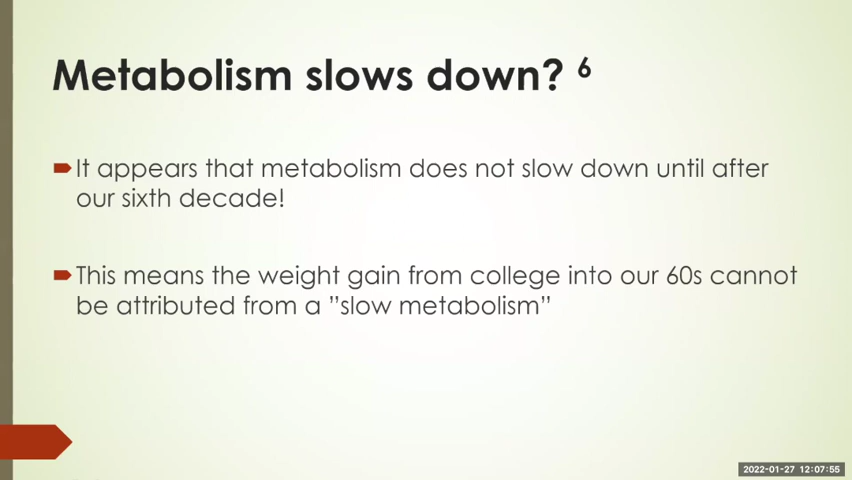 Metabolism slows down? 6
It appears that metabolism does not slow down until after
our sixth decade!
This means the weight gain from college into our 60s cannot
be attributed from a ”slow metabolism”
2022-01-27 12:07:55